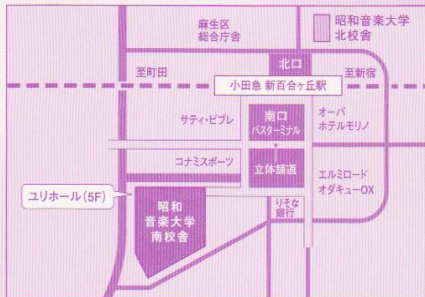 麻生区
総合庁舎
昭和音楽大学
北校舎
北口
至町田
至新宿
小田急 新百合ヶ丘駅
サティ・ビブレ
南口
バスターミナル
オーパ
ホテルモリノ
コナミスポーツ
立体舗道
エルミロード
オダキューOX
ユリホール(5F)
昭和
音楽大学
南校舎
りそな
銀行